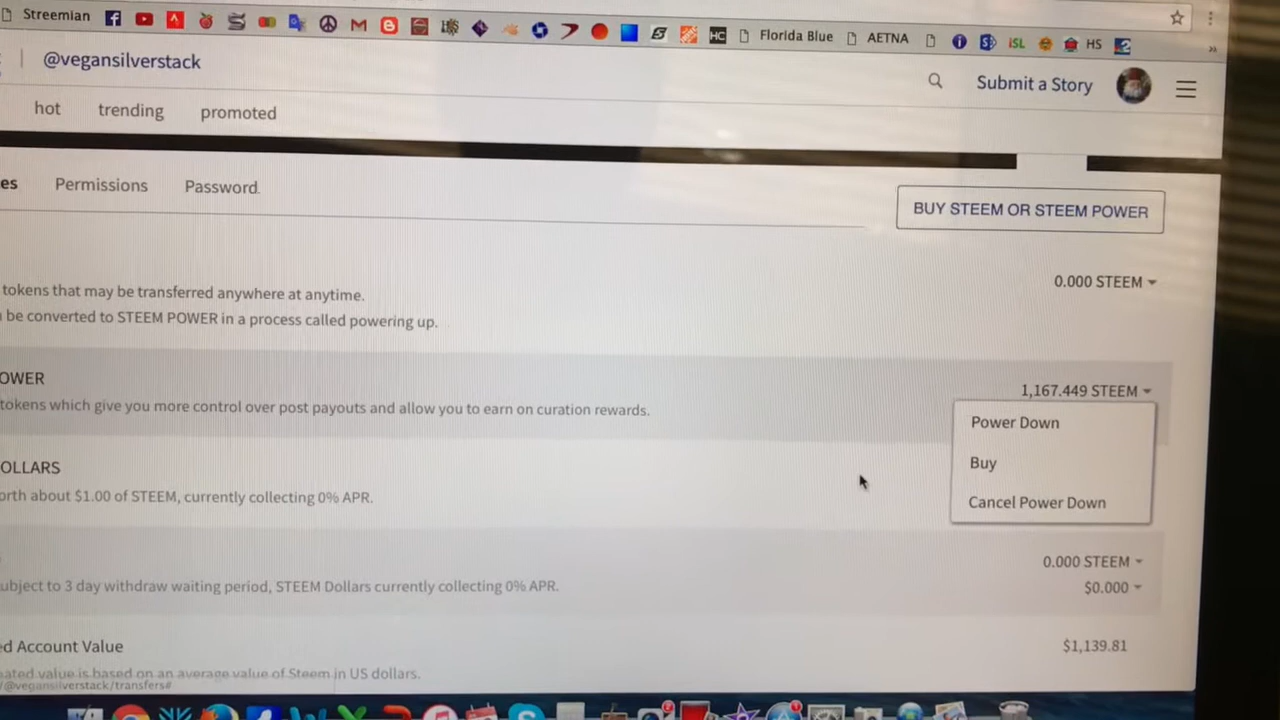 Streemian
Florida Blue
AETNA
iSL
HS
@vegansilverstack
Submit a Story
hot
trending
promoted
es
Permissions
Password
BUY STEEM OR STEEM POWER
tokens that may be transferred anywhere at anytime.
be converted to STEEM POWER in a process called powering up.
0.000 STEEM
OWER
tokens which give you more control over post payouts and allow you to earn on curation rewards.
1,167.449 STEEM
Power Down
Buy
Cancel Power Down
OLLARS
orth about $1.00 of STEEM, currently collecting 0% APR.
ubject to 3 day withdraw waiting period, STEEM Dollars currently collecting 0% APR.
0.000 STEEM
$0.000
ed Account Value
ated value is based on an average value of Steem in US dollars.
$1,139.81
/@vegansilverstack/transfers#